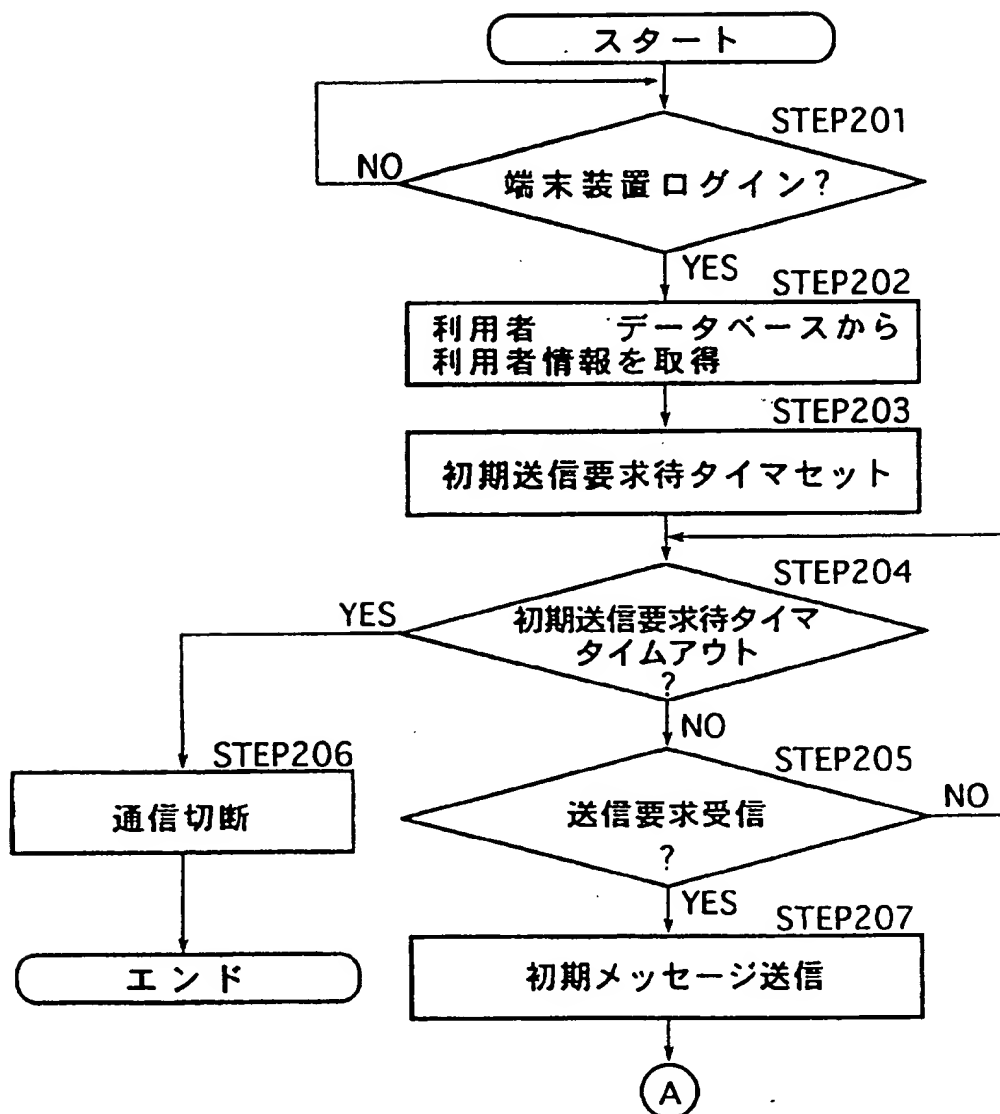 スタート
STEP201
NO
端末装置ログイン?
YES
STEP202
利用者 データベースから
利用者情報を取得
STEP203
初期送信要求待タイマセット
STEP204
YES
初期送信要求待タイマ
タイムアウト
?
NO
STEP206
通信切断
STEP205
送信要求受信
?
NO
YES
STEP207
エンド
初期メッセージ送信
A